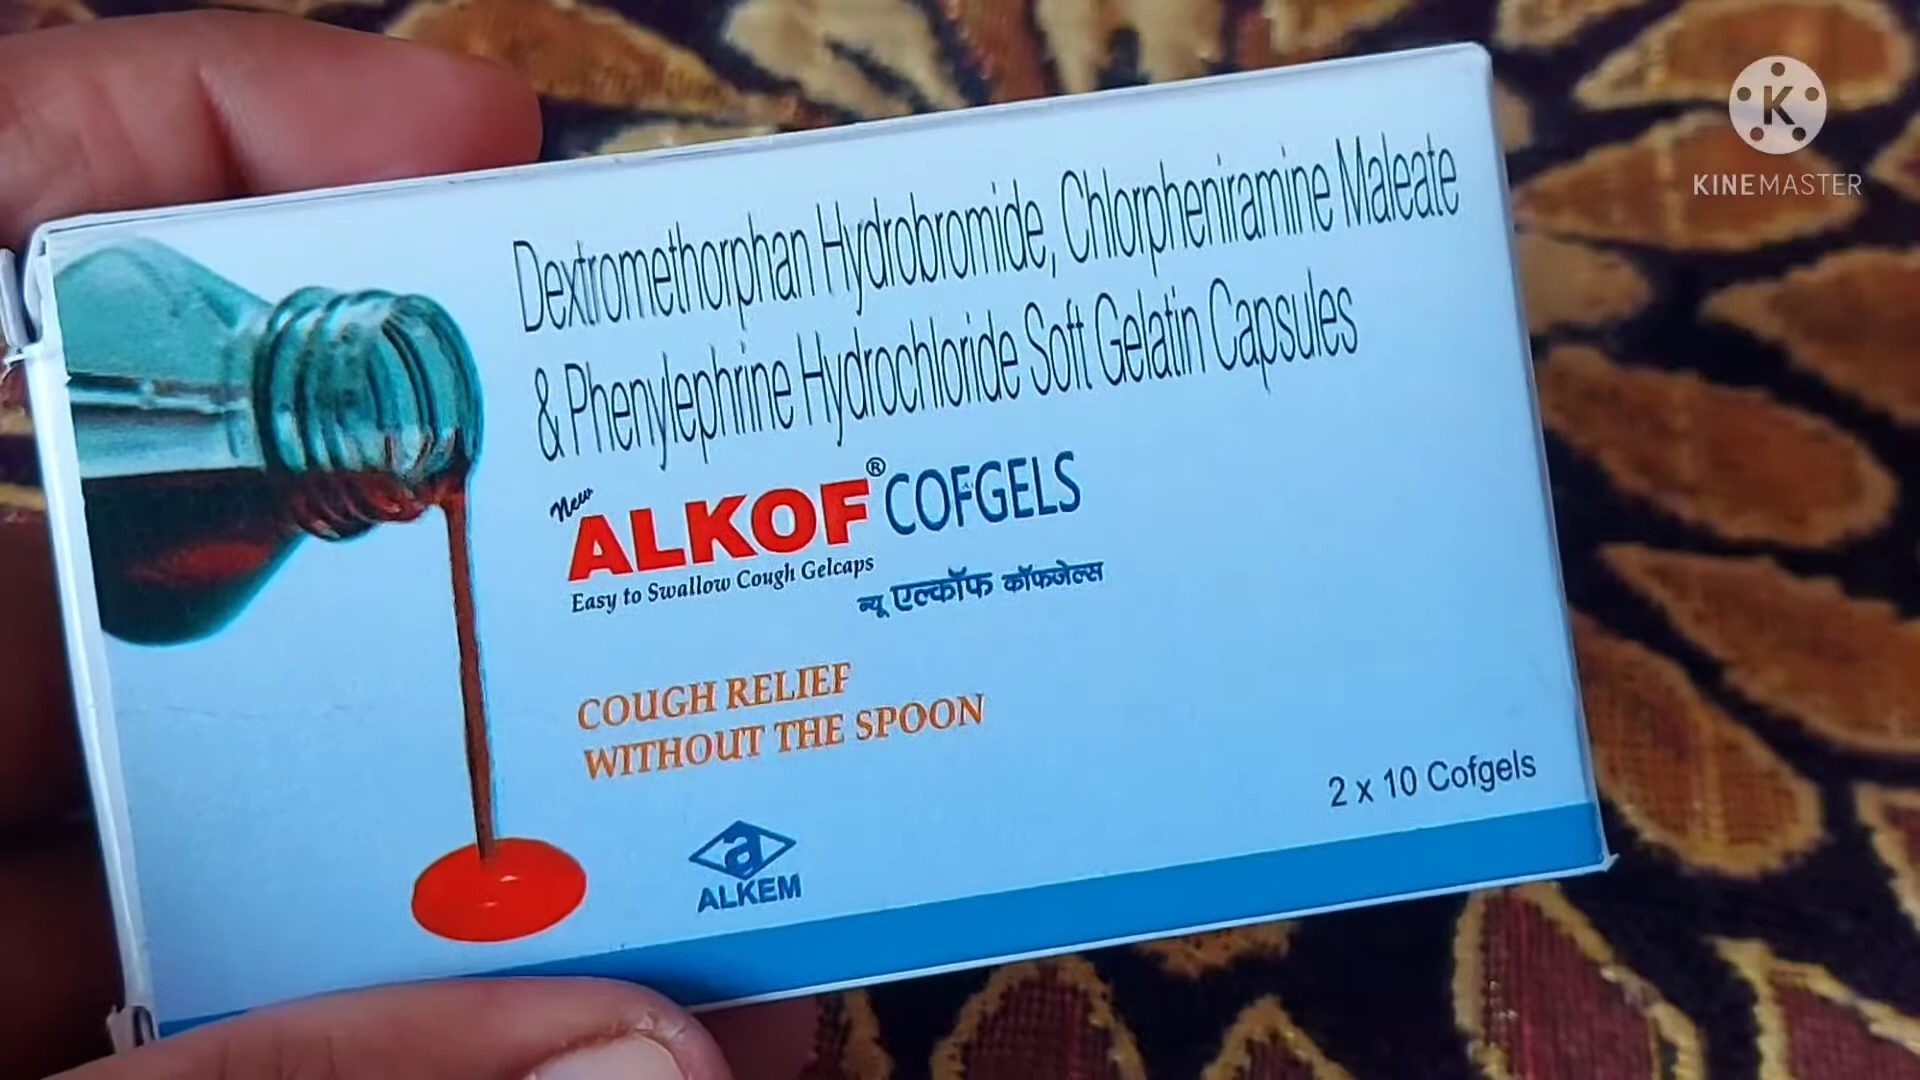 Dextromethorphan Hydrobromide, Chlorpheniramine Maleate
& Phenylephrine Hydrochloride Soft Gelatin Capsules
New ALKOF® COFGELS
Easy to Swallow Cough Gelcaps
न्यू एल्कॉफ कॉफजेल्स
COUGH RELIEF
WITHOUT THE SPOON
2 x 10 Cofgels
a
ALKEM
K
KINEMASTER